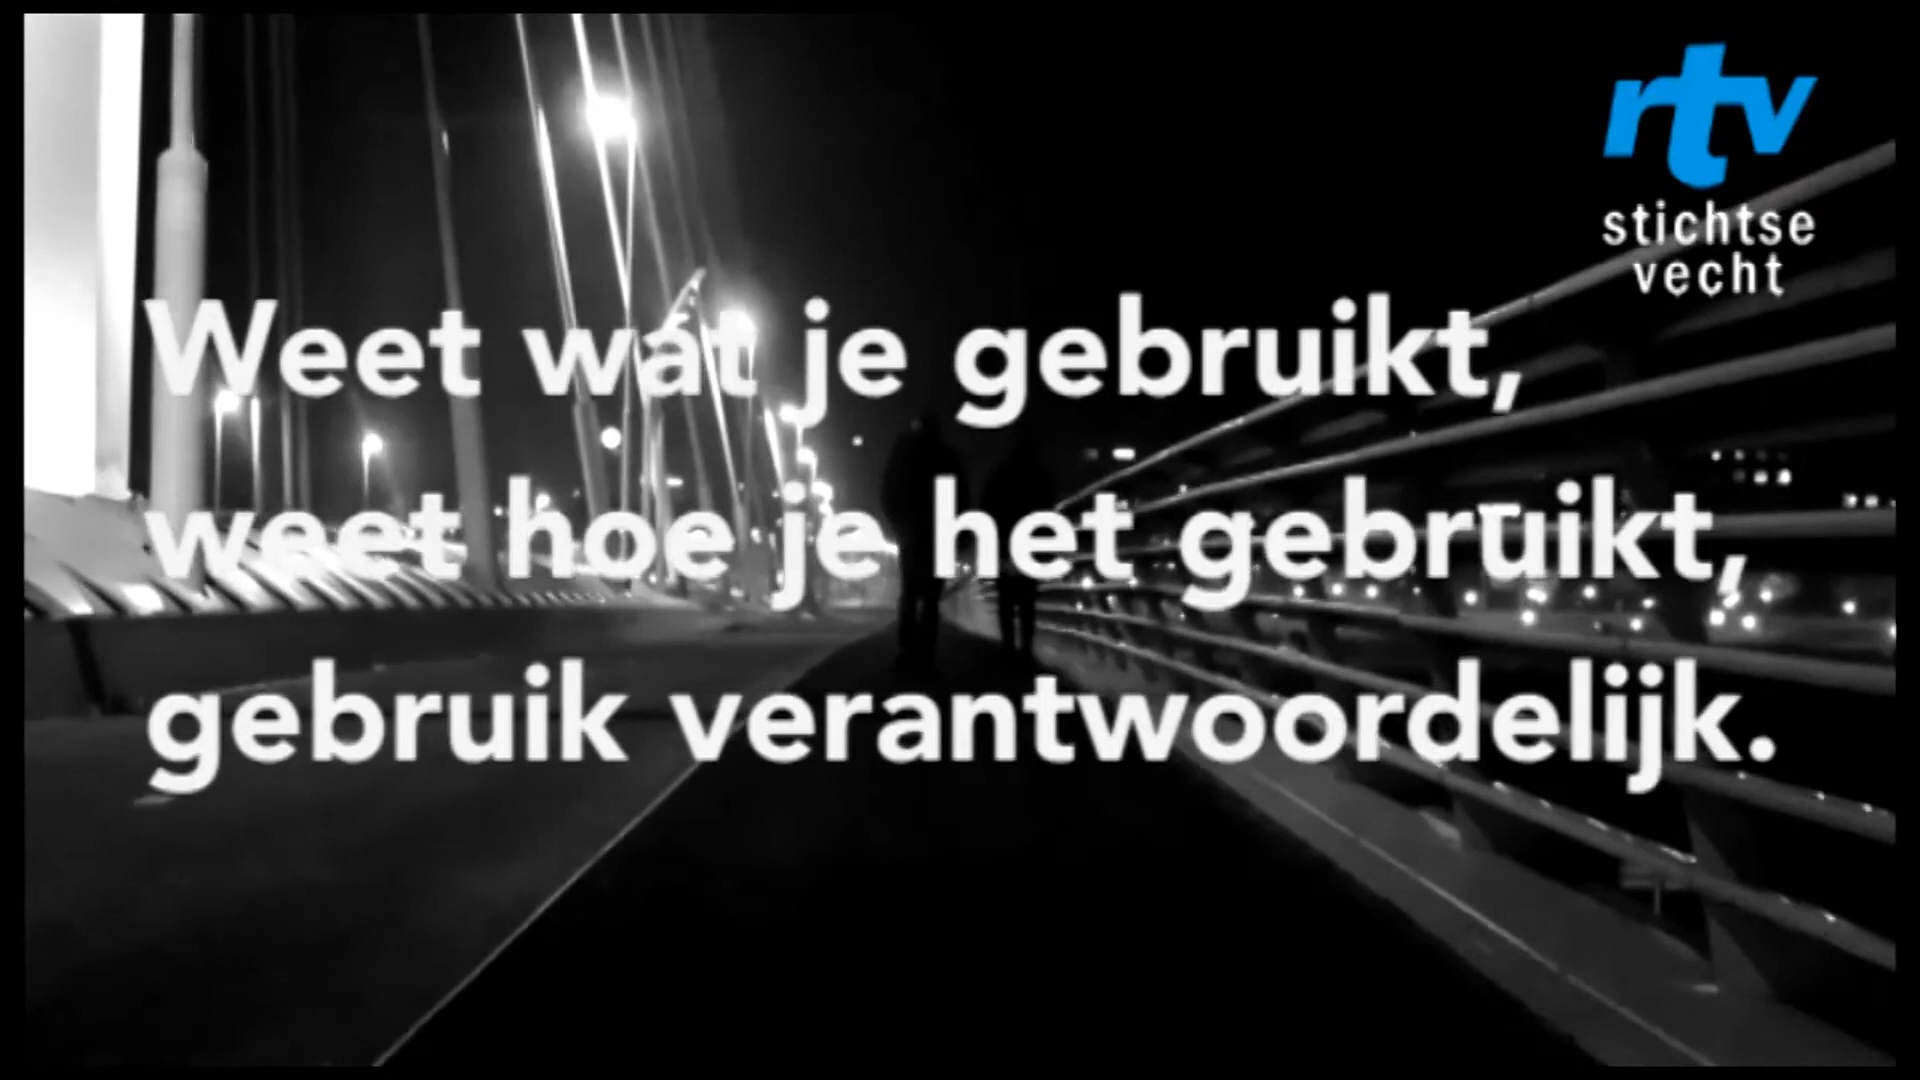 rtv
stichtse
vecht
Weet wat je gebruikt,
weet hoe je het gebruikt,
gebruik verantwoordelijk.